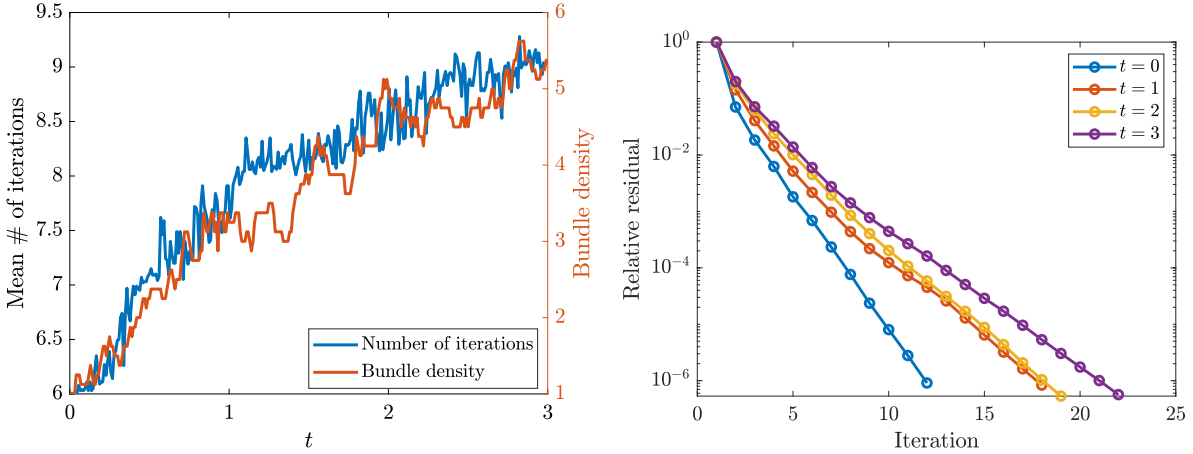 9.5
9
8.5
8
7.5
7
6.5
6
Mean # of iterations
6
5
4
3
2
1
Bundle density
Number of iterations
Bundle density
0
1
2
3
t
10^0
10^-2
10^-4
10^-6
Relative residual
t = 0
t = 1
t = 2
t = 3
0
5
10
15
20
25
Iteration